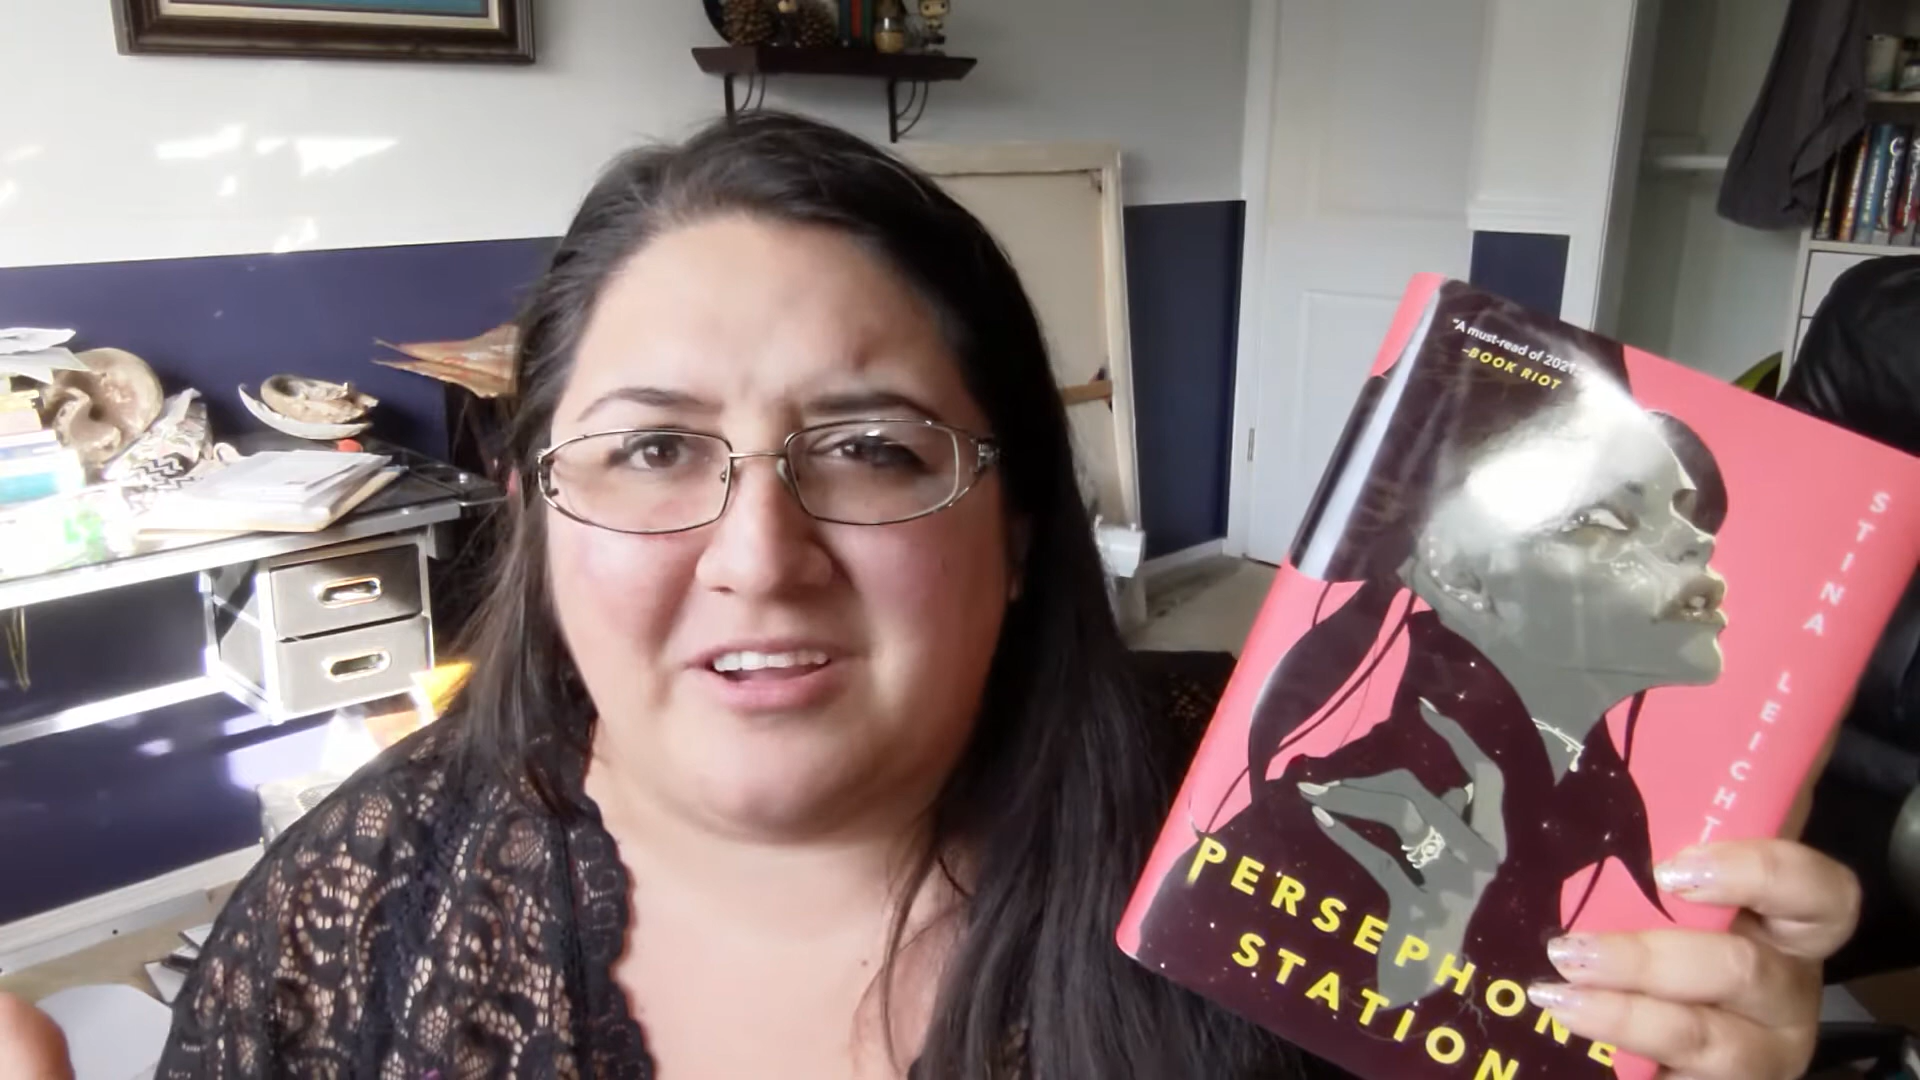 "A must-read of 2021."
—BOOK RIOT
STINA LEICHT
PERSEPHONE
STATION